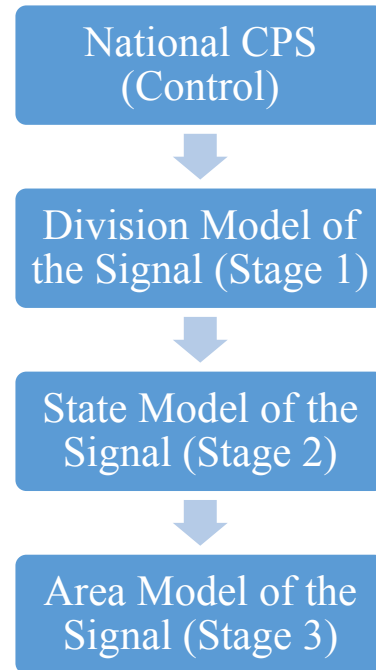 National CPS
(Control)
Division Model of
the Signal (Stage 1)
State Model of the
Signal (Stage 2)
Area Model of the
Signal (Stage 3)